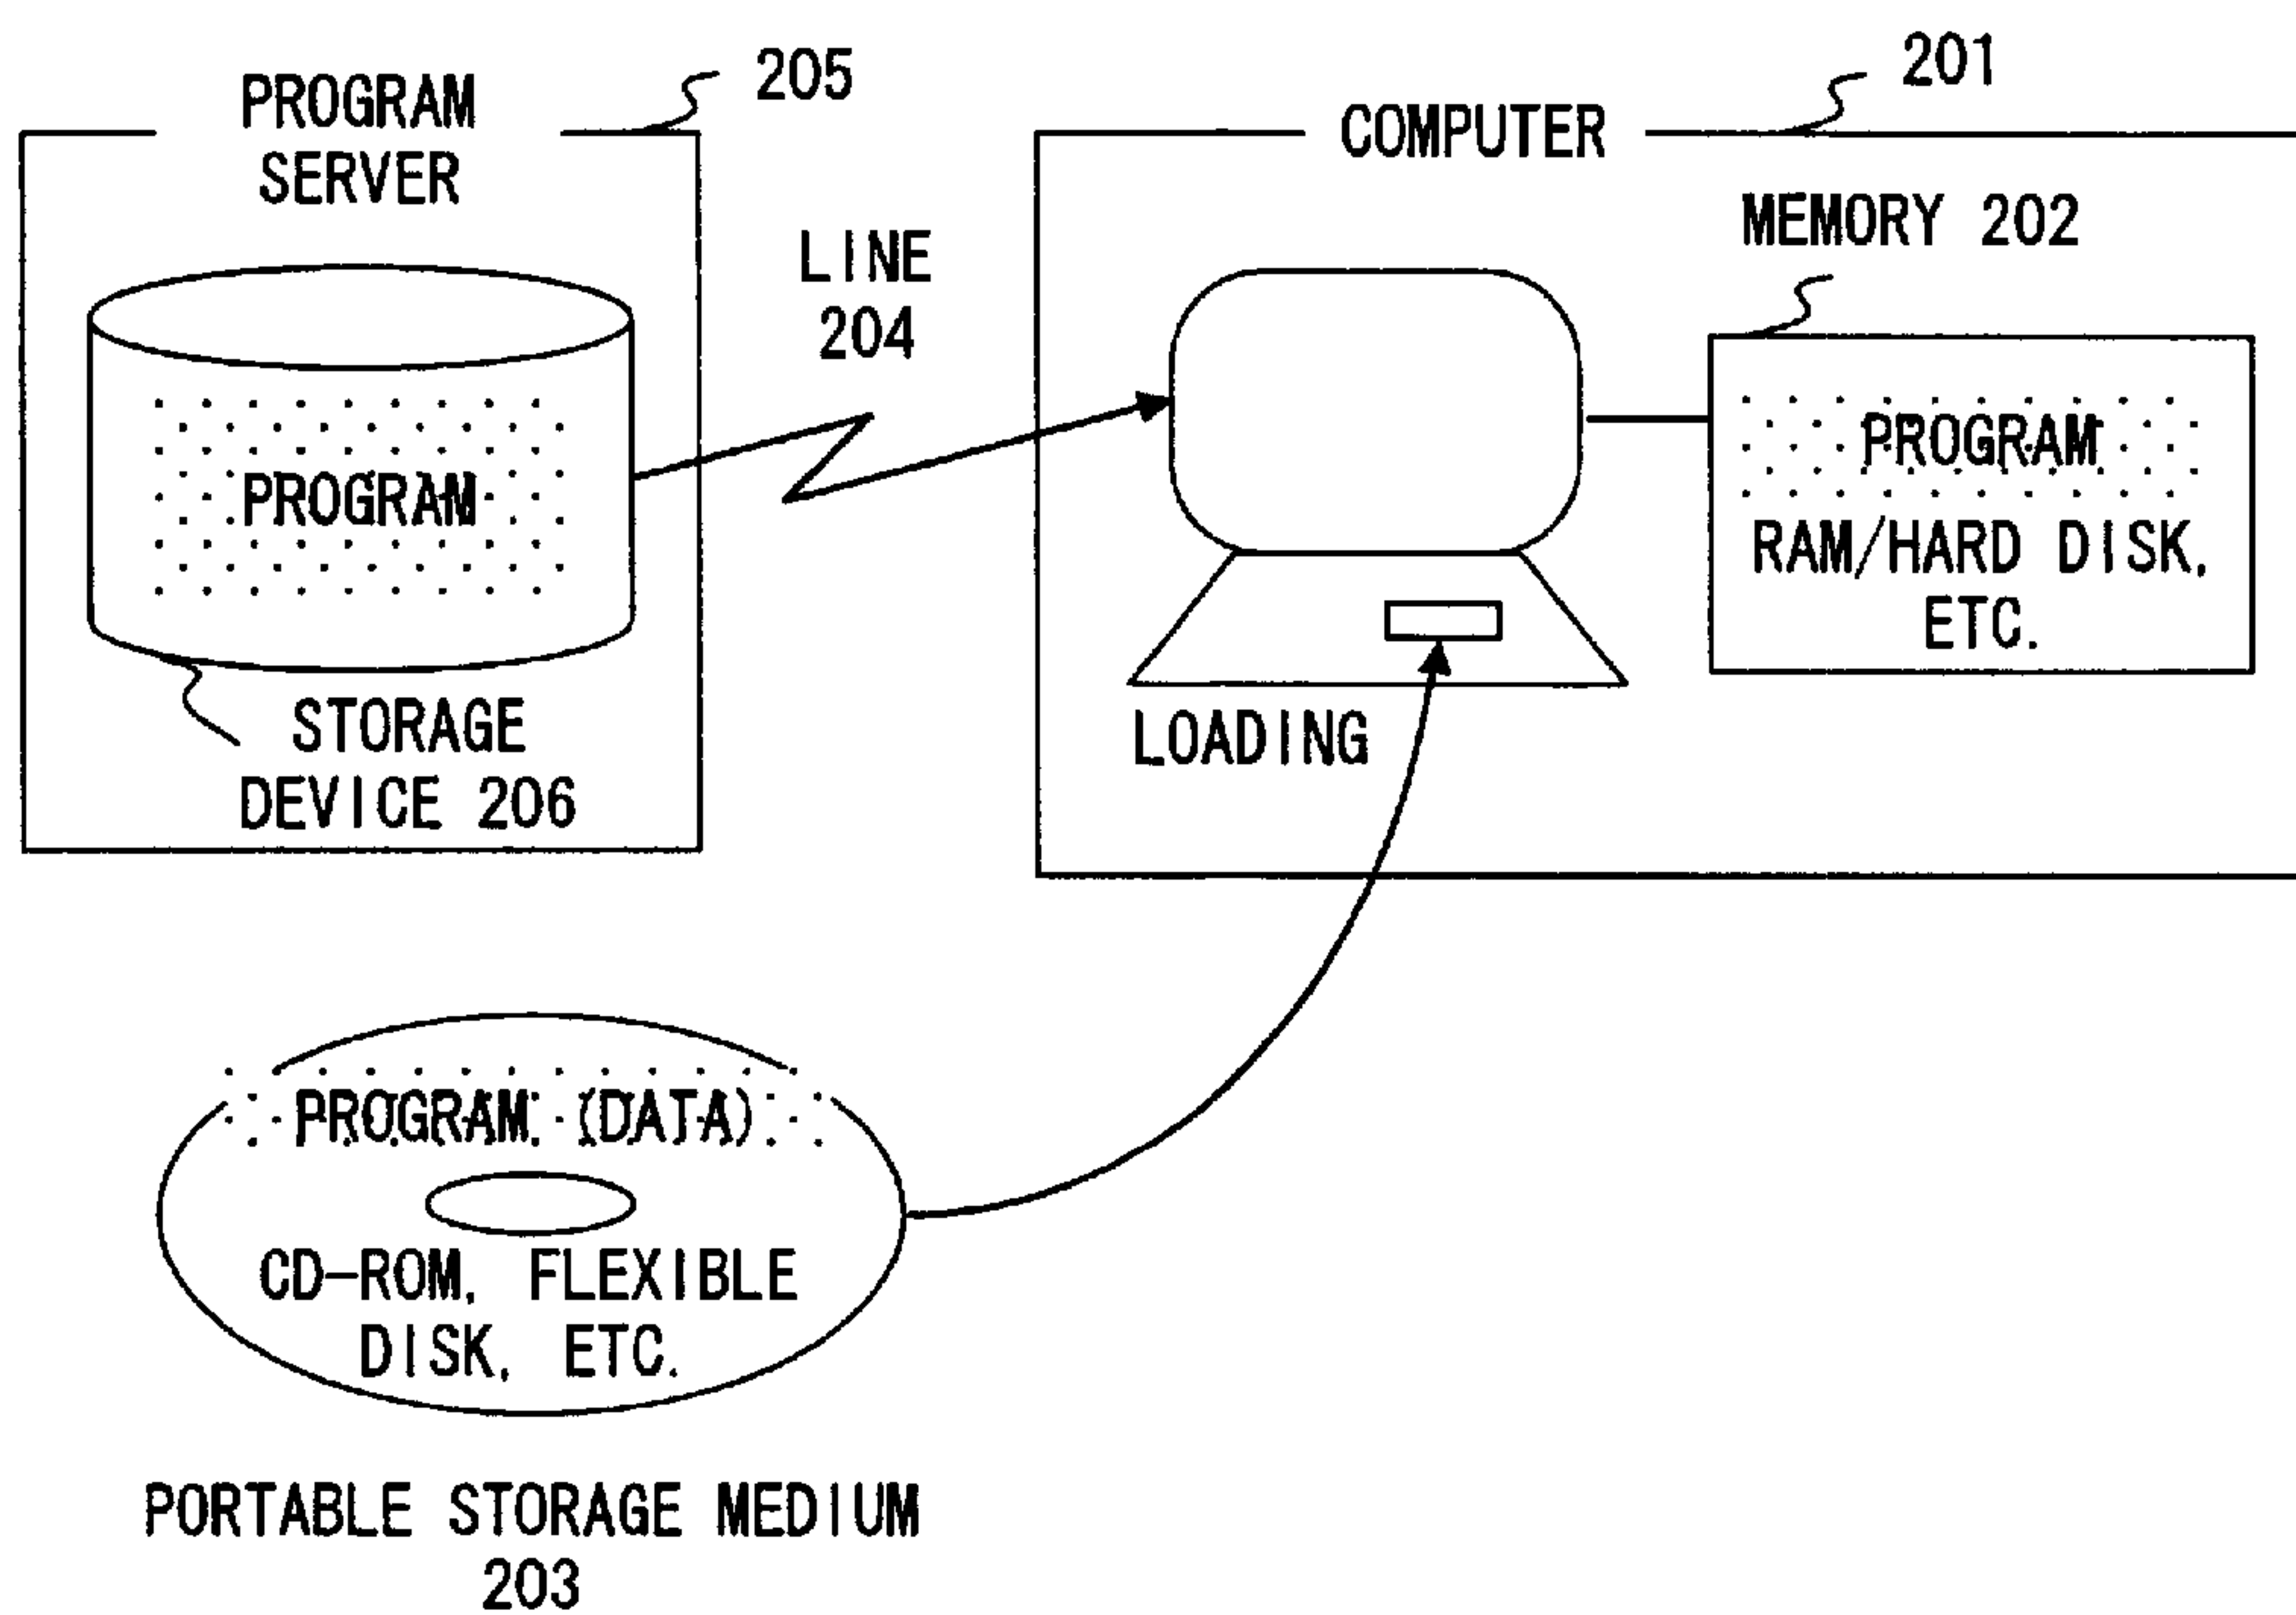 PROGRAM
SERVER
205
PROGRAM
STORAGE
DEVICE 206
LINE
204
COMPUTER
201
MEMORY 202
PROGRAM
RAM/HARD DISK,
ETC.
LOADING
PROGRAM (DATA)
CD-ROM, FLEXIBLE
DISK, ETC.
PORTABLE STORAGE MEDIUM
203